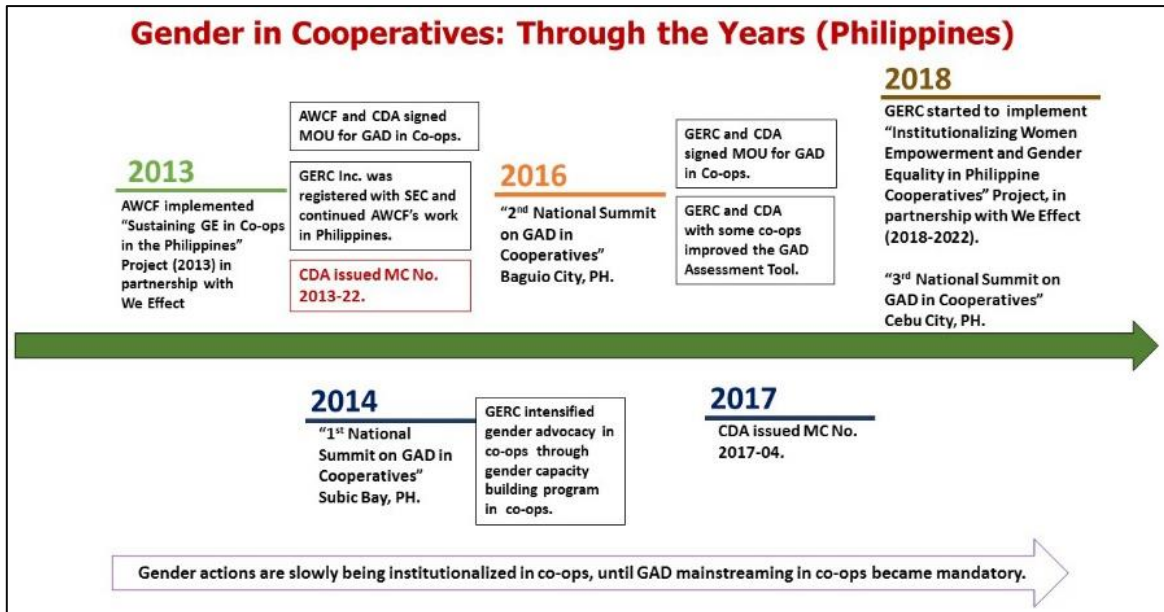 Gender in Cooperatives: Through the Years (Philippines)
2013
AWCF implemented
“Sustaining GE in Co-ops
in the Philippines”
Project (2013) in
partnership with
We Effect
AWCF and CDA signed
MOU for GAD in Co-ops.
GERC Inc. was
registered with SEC and
continued AWCF’s work
in Philippines.
CDA issued MC No.
2013-22.
2016
“2nd National Summit
on GAD in
Cooperatives”
Baguio City, PH.
GERC and CDA
signed MOU for GAD
in Co-ops.
GERC and CDA
with some co-ops
improved the GAD
Assessment Tool.
2018
GERC started to implement
“Institutionalizing Women
Empowerment and Gender
Equality in Philippine
Cooperatives” Project, in
partnership with We Effect
(2018-2022).
“3rd National Summit on
GAD in Cooperatives”
Cebu City, PH.
2014
“1st National
Summit on GAD in
Cooperatives”
Subic Bay, PH.
GERC intensified
gender advocacy in
co-ops through
gender capacity
building program
in co-ops.
2017
CDA issued MC No.
2017-04.
Gender actions are slowly being institutionalized in co-ops, until GAD mainstreaming in co-ops became mandatory.